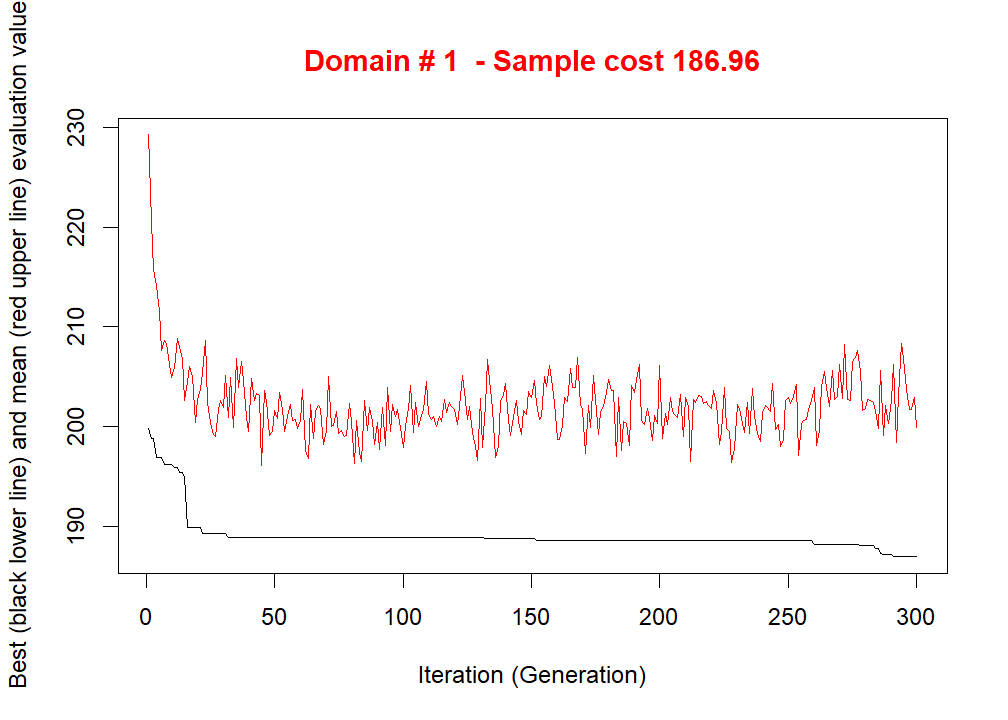 Domain # 1  - Sample cost 186.96
Best (black lower line) and mean (red upper line) evaluation value
230
220
210
200
190
0 50 100 150 200 250 300
Iteration (Generation)